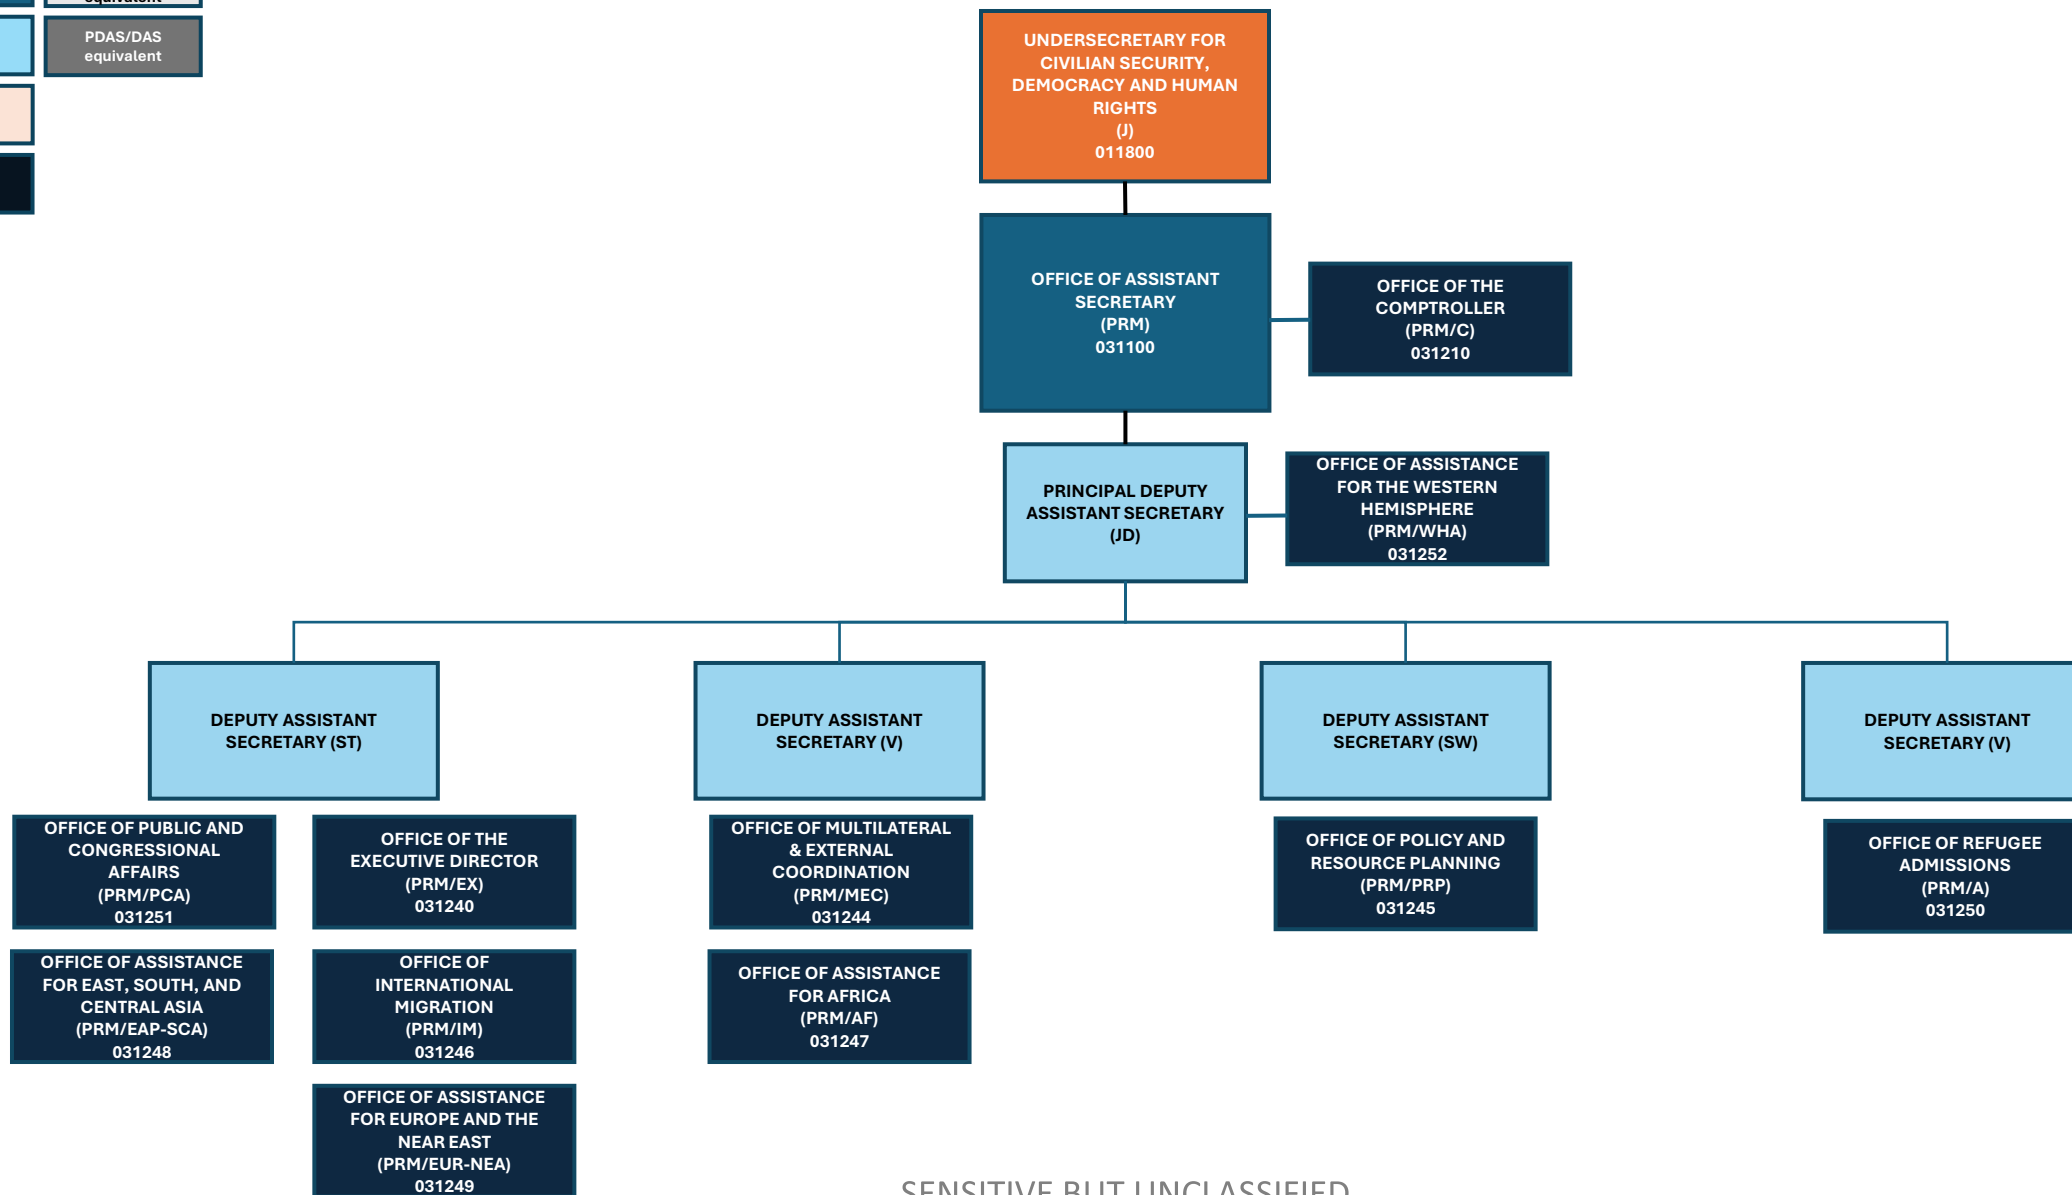 equivalent
PDAS/DAS
equivalent
UNDERSECRETARY FOR
CIVILIAN SECURITY,
DEMOCRACY AND HUMAN
RIGHTS
(J)
011800
OFFICE OF ASSISTANT
SECRETARY
(PRM)
031100
OFFICE OF THE
COMPTROLLER
(PRM/C)
031210
PRINCIPAL DEPUTY
ASSISTANT SECRETARY
(JD)
OFFICE OF ASSISTANCE
FOR THE WESTERN
HEMISPHERE
(PRM/WHA)
031252
DEPUTY ASSISTANT
SECRETARY (ST)
DEPUTY ASSISTANT
SECRETARY (V)
DEPUTY ASSISTANT
SECRETARY (SW)
DEPUTY ASSISTANT
SECRETARY (V)
OFFICE OF PUBLIC AND
CONGRESSIONAL
AFFAIRS
(PRM/PCA)
031251
OFFICE OF THE
EXECUTIVE DIRECTOR
(PRM/EX)
031240
OFFICE OF MULTILATERAL
& EXTERNAL
COORDINATION
(PRM/MEC)
031244
OFFICE OF POLICY AND
RESOURCE PLANNING
(PRM/PRP)
031245
OFFICE OF REFUGEE
ADMISSIONS
(PRM/A)
031250
OFFICE OF ASSISTANCE
FOR EAST, SOUTH, AND
CENTRAL ASIA
(PRM/EAP-SCA)
031248
OFFICE OF
INTERNATIONAL
MIGRATION
(PRM/IM)
031246
OFFICE OF ASSISTANCE
FOR AFRICA
(PRM/AF)
031247
OFFICE OF ASSISTANCE
FOR EUROPE AND THE
NEAR EAST
(PRM/EUR-NEA)
031249
SENSITIVE BUT UNCLASSIFIED